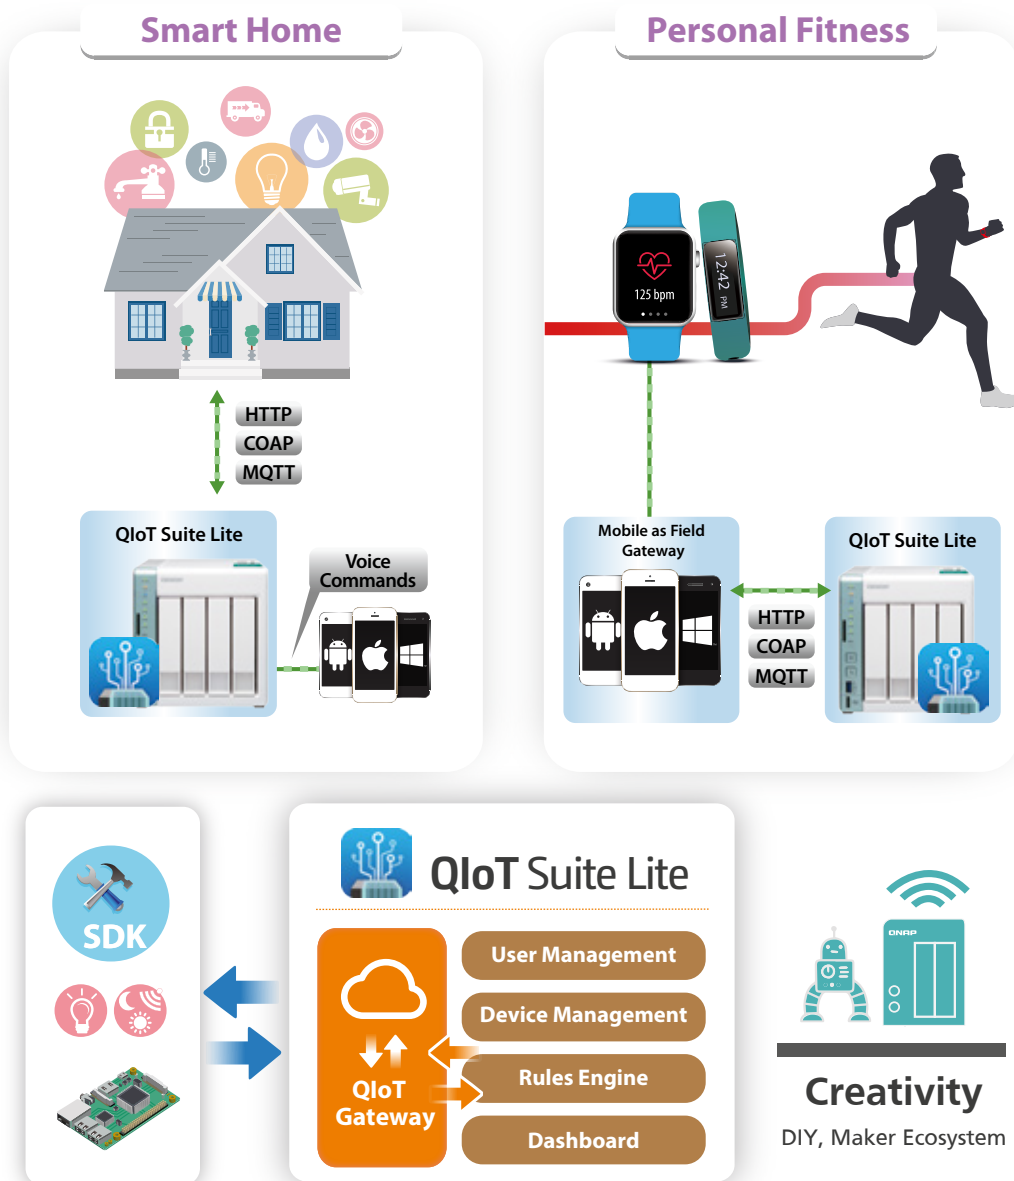 Smart Home
HTTP
COAP
MQTT
QIoT Suite Lite
Voice
Commands
Personal Fitness
125 bpm
12:42 PM
Mobile as Field
Gateway
HTTP
COAP
MQTT
QIoT Suite Lite
SDK
QIoT Suite Lite
QIoT
Gateway
User Management
Device Management
Rules Engine
Dashboard
QNAP
Creativity
DIY, Maker Ecosystem